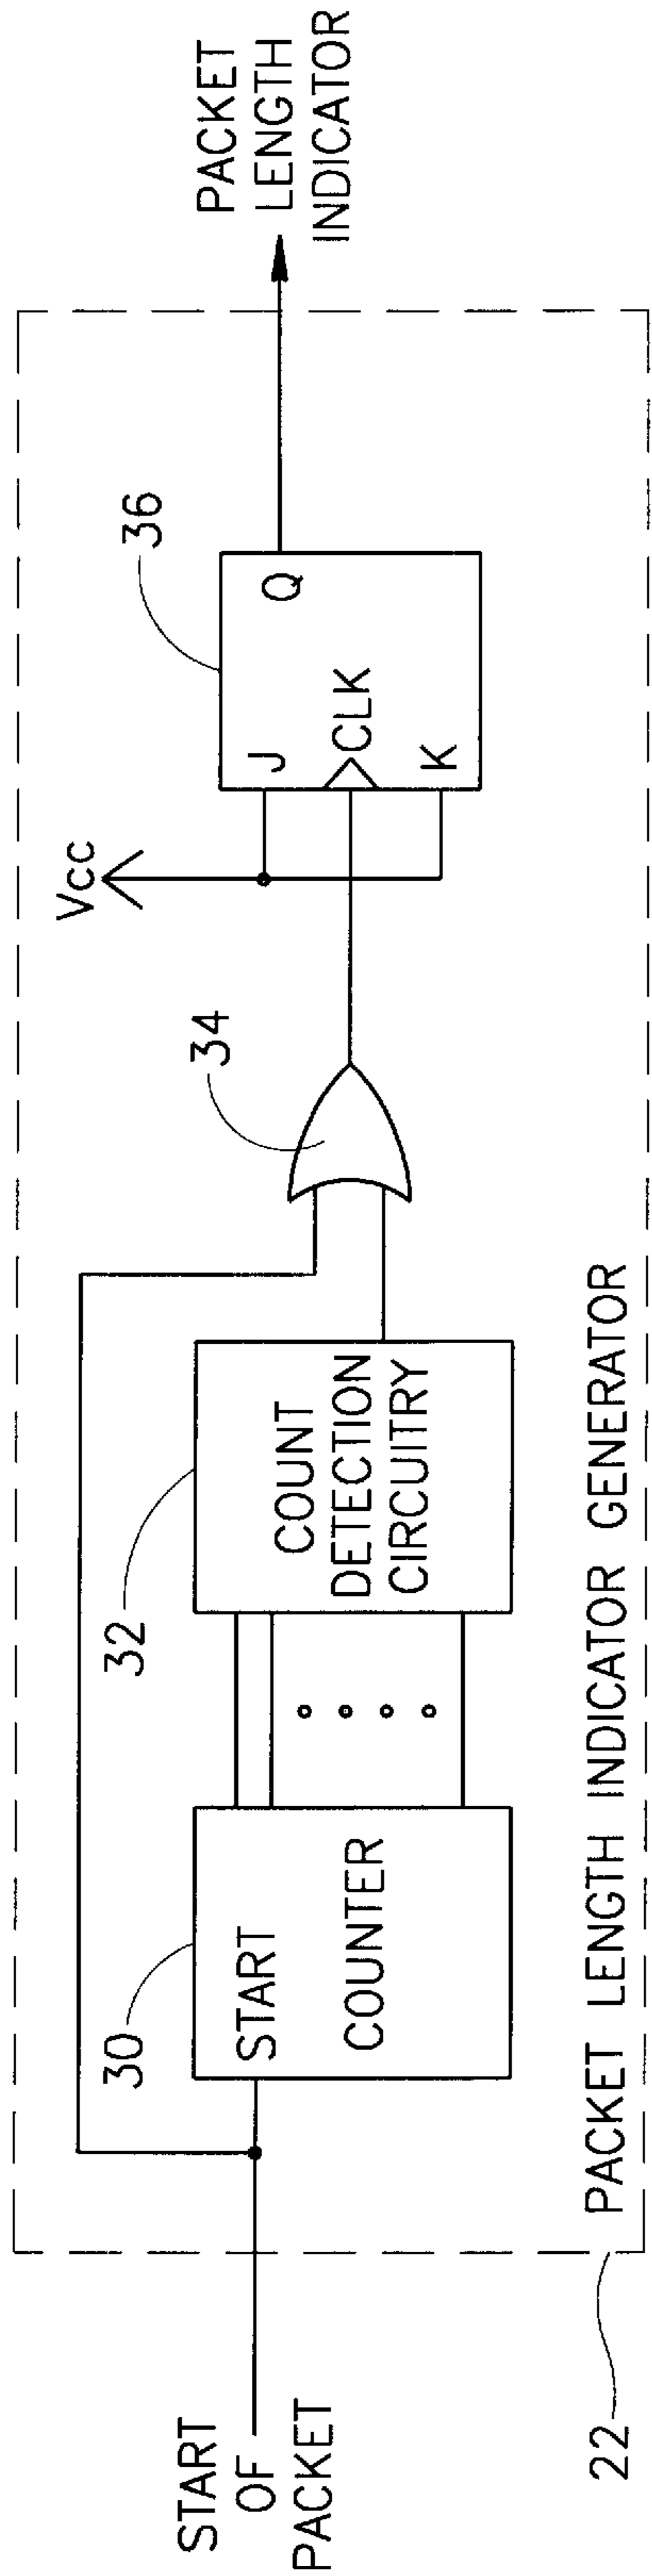 START
OF
PACKET
30
START
COUNTER
32
COUNT
DETECTION
CIRCUITRY
34
Vcc
36
J
CLK
K
Q
PACKET
LENGTH
INDICATOR
22
PACKET LENGTH INDICATOR GENERATOR